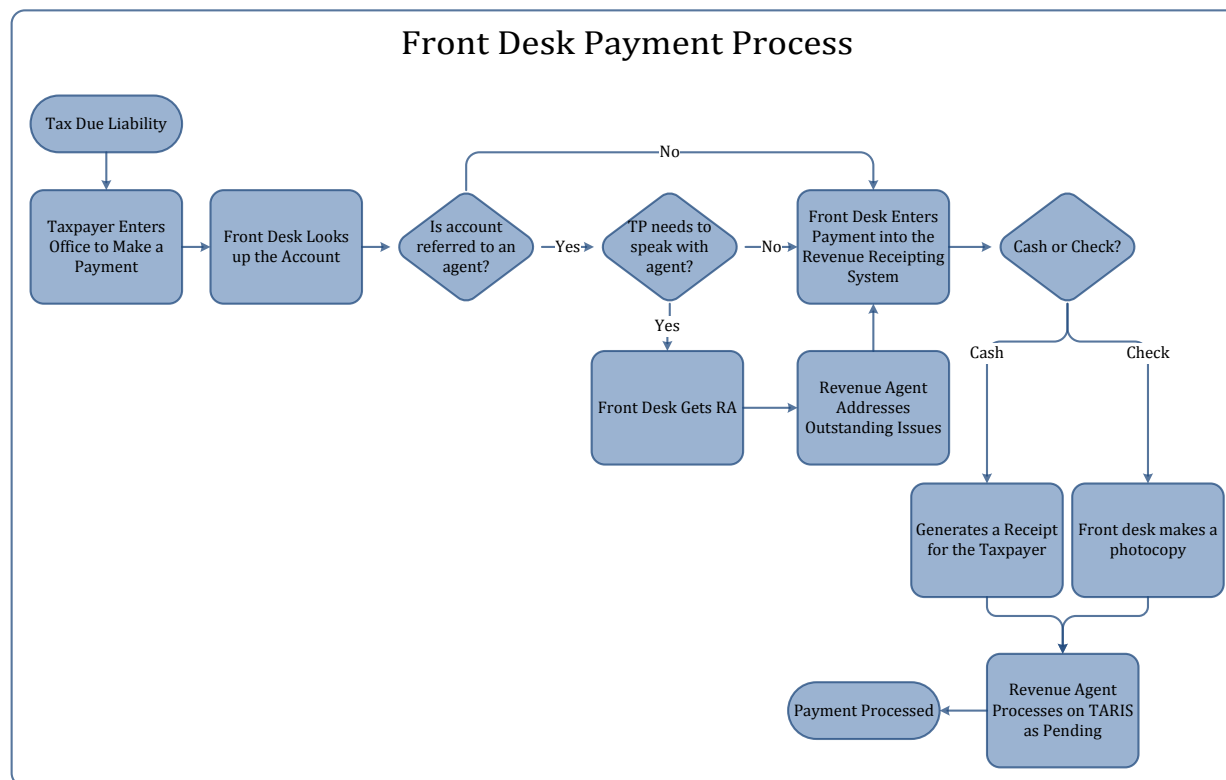 Front Desk Payment Process
Tax Due Liability
No
Taxpayer Enters
Office to Make a
Payment
Front Desk Looks
up the Account
Is account
referred to an
agent?
Yes
TP needs to
speak with
agent?
No
Front Desk Enters
Payment into the
Revenue Receipting
System
Cash or Check?
Yes
Front Desk Gets RA
Revenue Agent
Addresses
Outstanding Issues
Cash
Check
Generates a Receipt
for the Taxpayer
Front desk makes a
photocopy
Revenue Agent
Processes on TARIS
as Pending
Payment Processed